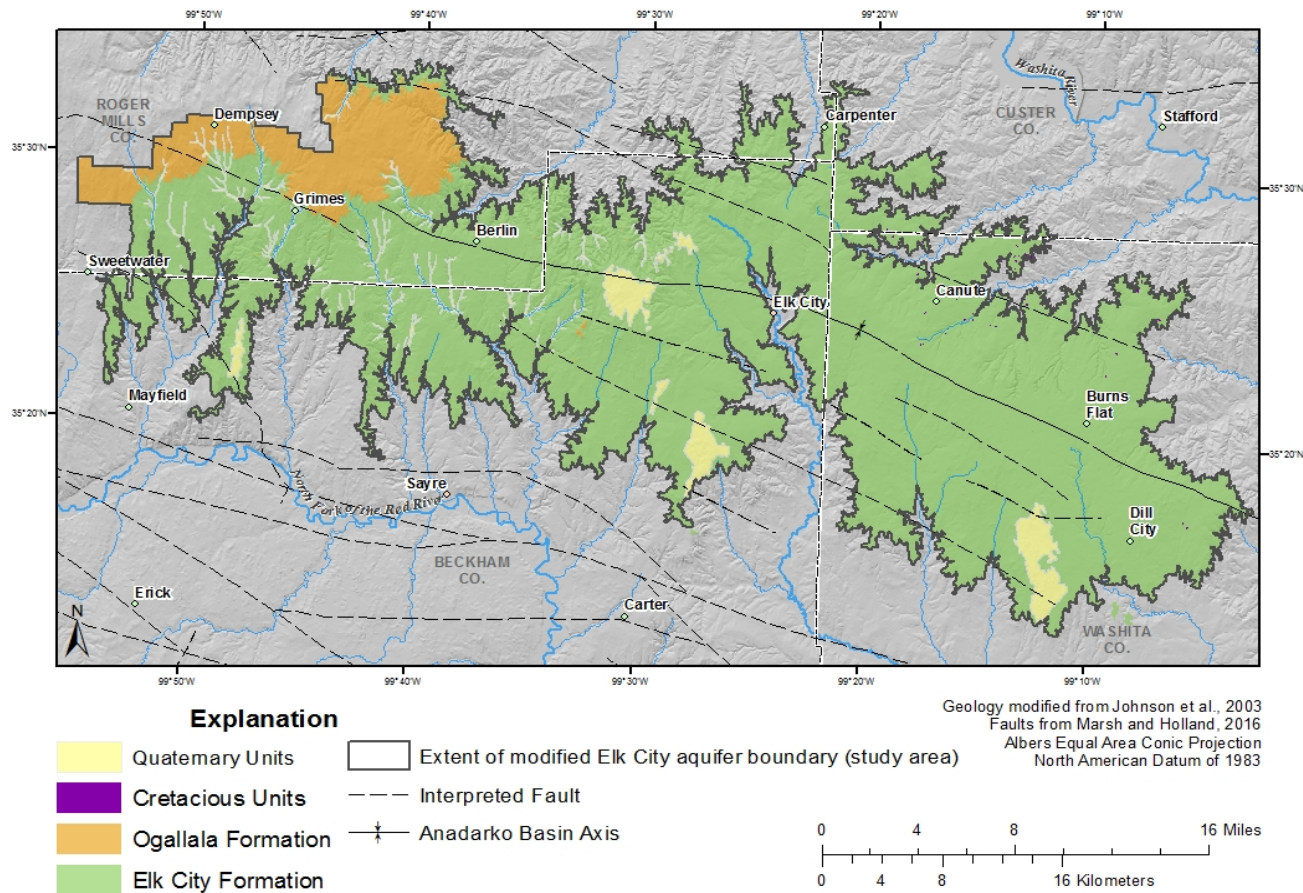 99°50'W 99°40'W 99°30'W 99°20'W 99°10'W
Washita River
ROGER
MILLS
CO.
Dempsey
Carpenter
CUSTER
CO.
Stafford
35°30'N
35°30'N
Grimes
Berlin
Sweetwater
Elk City
Canute
Mayfield
35°20'N
Burns
Flat
35°20'N
Sayre
North Fork of the Red River
Dill
City
BECKHAM
CO.
Erick
Carter
N
WASHITA
CO.
99°50'W 99°40'W 99°30'W 99°20'W 99°10'W
Geology modified from Johnson et al., 2003
Faults from Marsh and Holland, 2016
Albers Equal Area Conic Projection
North American Datum of 1983
Explanation
Quaternary Units
Cretacious Units
Ogallala Formation
Elk City Formation
Extent of modified Elk City aquifer boundary (study area)
Interpreted Fault
Anadarko Basin Axis
0 4 8 16 Miles
0 4 8 16 Kilometers